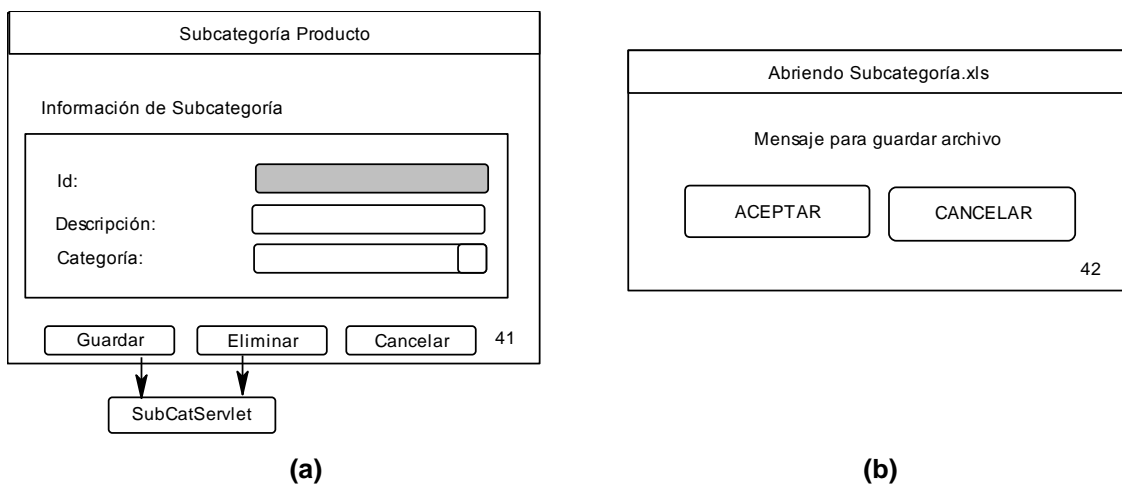 Subcategoría Producto
Información de Subcategoría
Id:
Descripción:
Categoría:
Guardar
Eliminar
Cancelar
41
SubCatServlet
(a)
Abriendo Subcategoría.xls
Mensaje para guardar archivo
ACEPTAR
CANCELAR
42
(b)